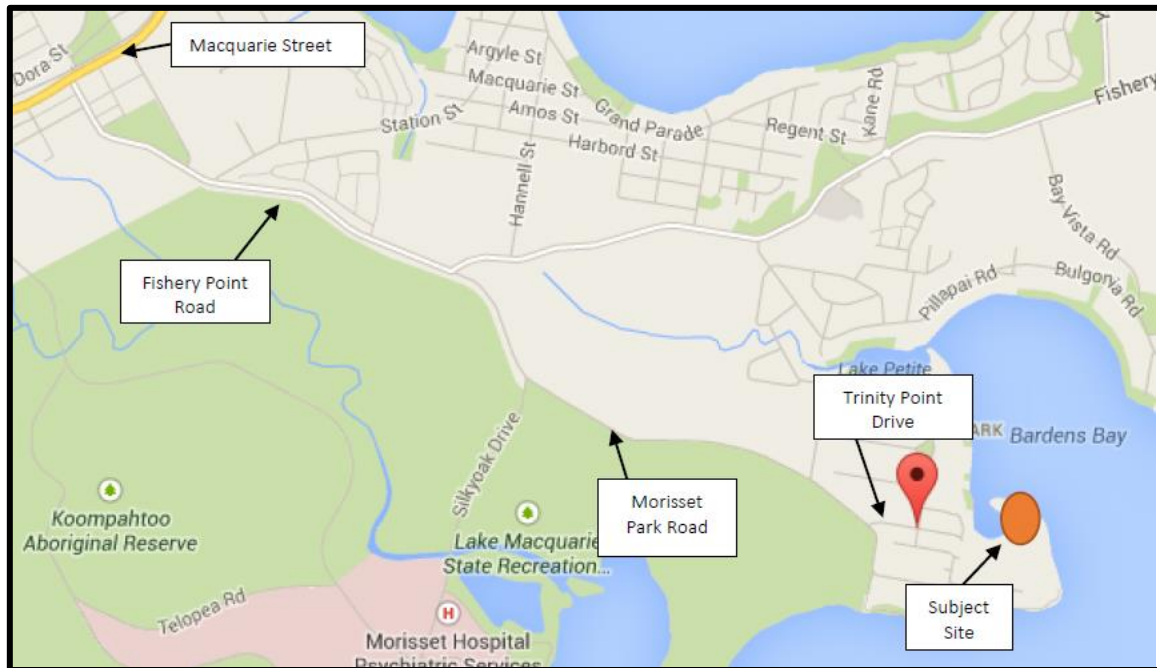 Macquarie Street
Dora St
Argyle St
Macquarie St
Amos St
Grand Parade
Station St
Harbord St
Regent St
Kane Rd
Fishery
Hannell St
Bay Vista Rd
Fishery Point
Road
Pillapai Rd
Bulgonia Rd
Lake Petite
Trinity Point
Drive
ARK
Bardens Bay
Silkyoak Drive
Morisset
Park Road
Koompahtoo
Aboriginal Reserve
Lake Macquarie
State Recreation...
Telopea Rd
H
Morisset Hospital
Psychiatric Services
Subject
Site